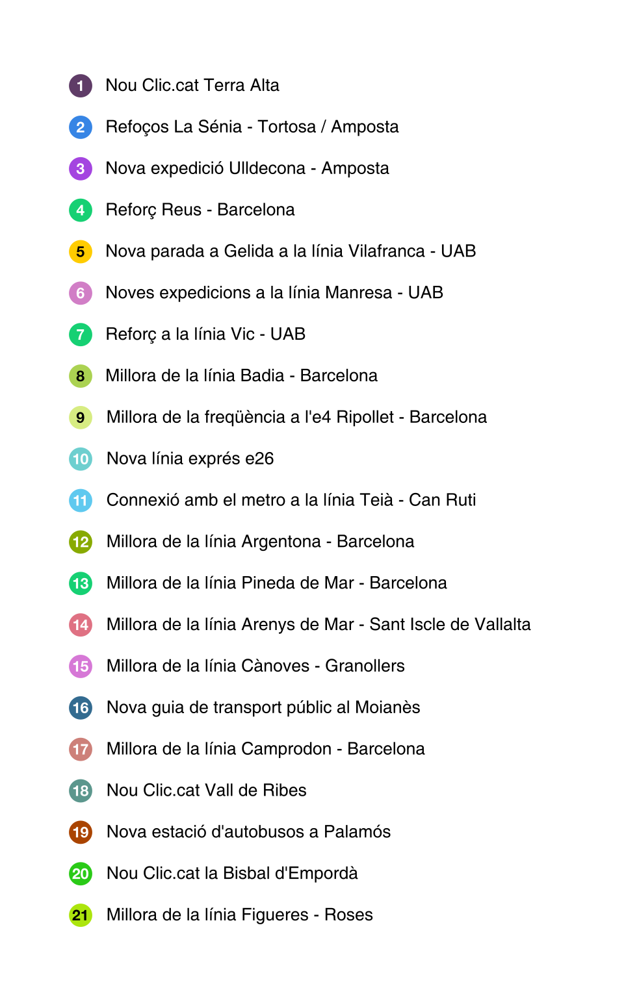 1 Nou Clic.cat Terra Alta
2 Refoços La Sénia - Tortosa / Amposta
3 Nova expedició Ulldecona - Amposta
4 Reforç Reus - Barcelona
5 Nova parada a Gelida a la línia Vilafranca - UAB
6 Noves expedicions a la línia Manresa - UAB
7 Reforç a la línia Vic - UAB
8 Millora de la línia Badia - Barcelona
9 Millora de la freqüència a l'e4 Ripollet - Barcelona
10 Nova línia exprés e26
11 Connexió amb el metro a la línia Teià - Can Ruti
12 Millora de la línia Argentona - Barcelona
13 Millora de la línia Pineda de Mar - Barcelona
14 Millora de la línia Arenys de Mar - Sant Iscle de Vallalta
15 Millora de la línia Cànoves - Granollers
16 Nova guia de transport públic al Moianès
17 Millora de la línia Camprodon - Barcelona
18 Nou Clic.cat Vall de Ribes
19 Nova estació d'autobusos a Palamós
20 Nou Clic.cat la Bisbal d'Empordà
21 Millora de la línia Figueres - Roses